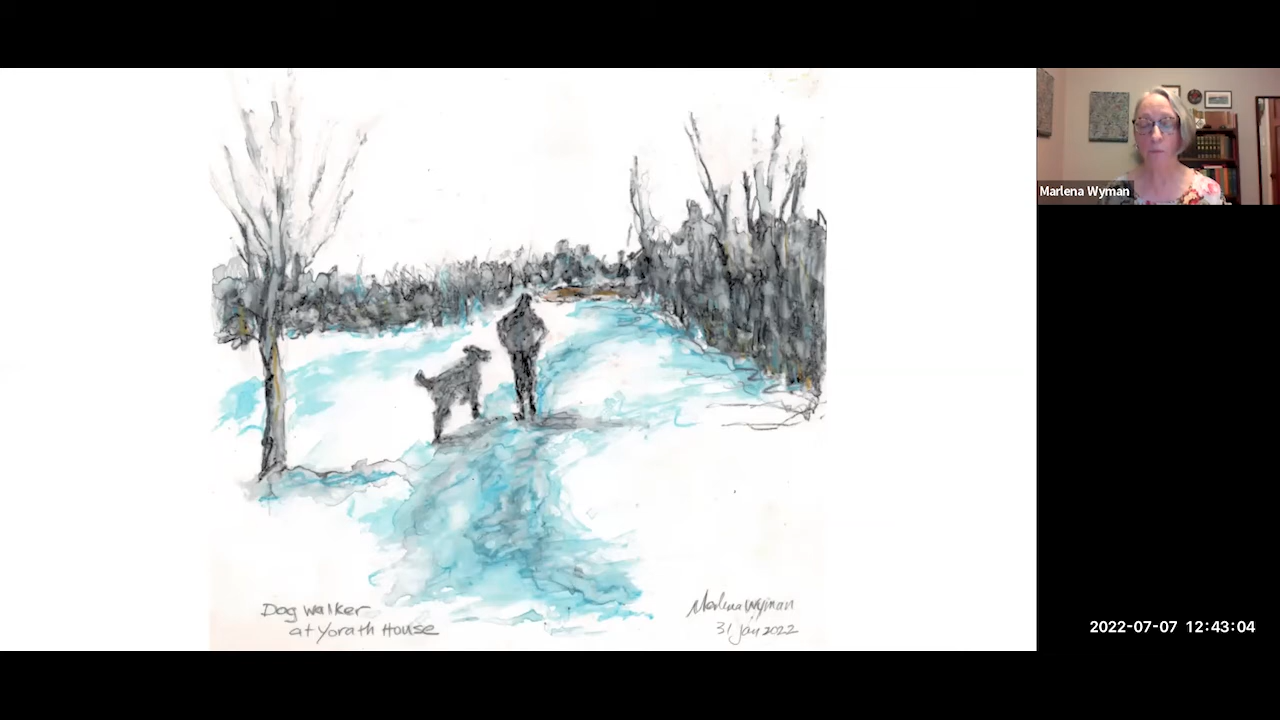 Marlena Wyman
Dog walker
at Yorath House
Marlena Wyman
31 Jan 2022
2022-07-07 12:43:04